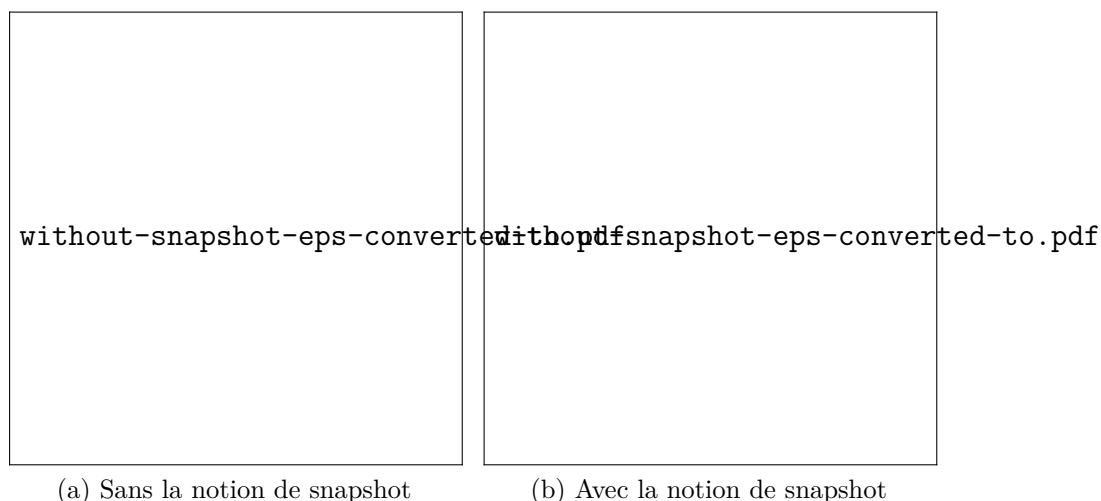 without-snapshot-eps-converted-to.pdf
without-snapshot-eps-converted-to.pdf
(a) Sans la notion de snapshot
(b) Avec la notion de snapshot